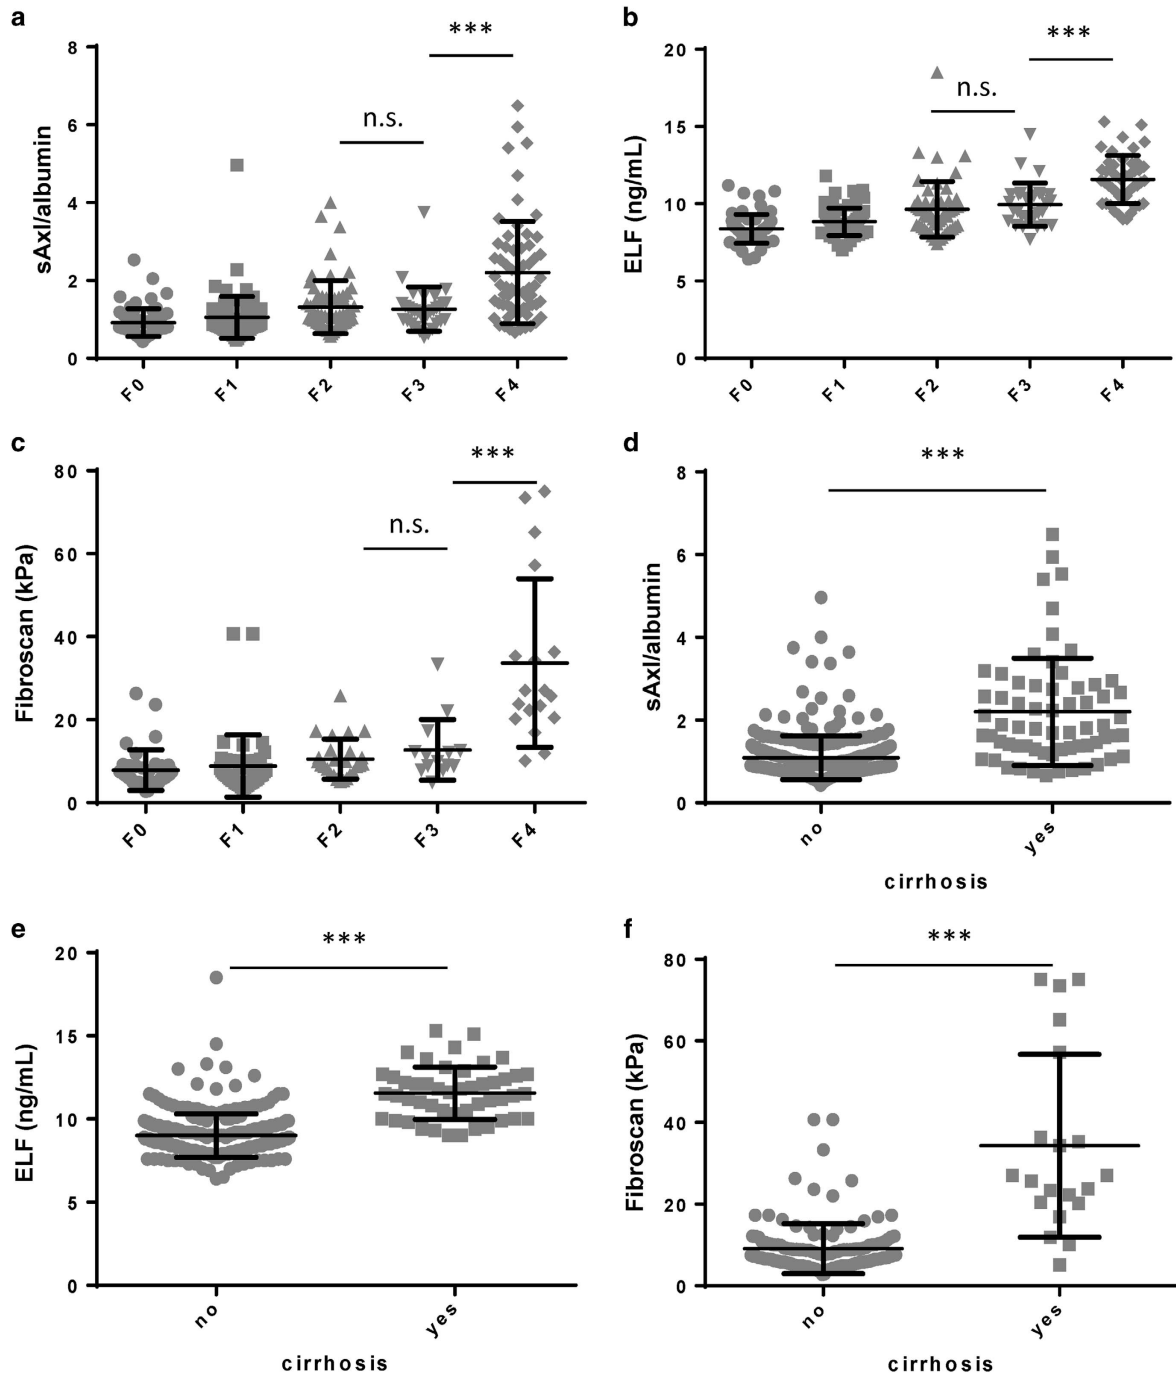 a
***
n.s.
sAxl/albumin
8
6
4
2
0
F0
F1
F2
F3
F4
b
***
n.s.
ELF (ng/mL)
20
15
10
5
0
F0
F1
F2
F3
F4
c
***
n.s.
Fibroscan (kPa)
80
60
40
20
0
F0
F1
F2
F3
F4
d
***
sAxl/albumin
8
6
4
2
0
no
yes
cirrhosis
e
***
ELF (ng/mL)
20
15
10
5
0
no
yes
cirrhosis
f
***
Fibroscan (kPa)
80
60
40
20
0
no
yes
cirrhosis